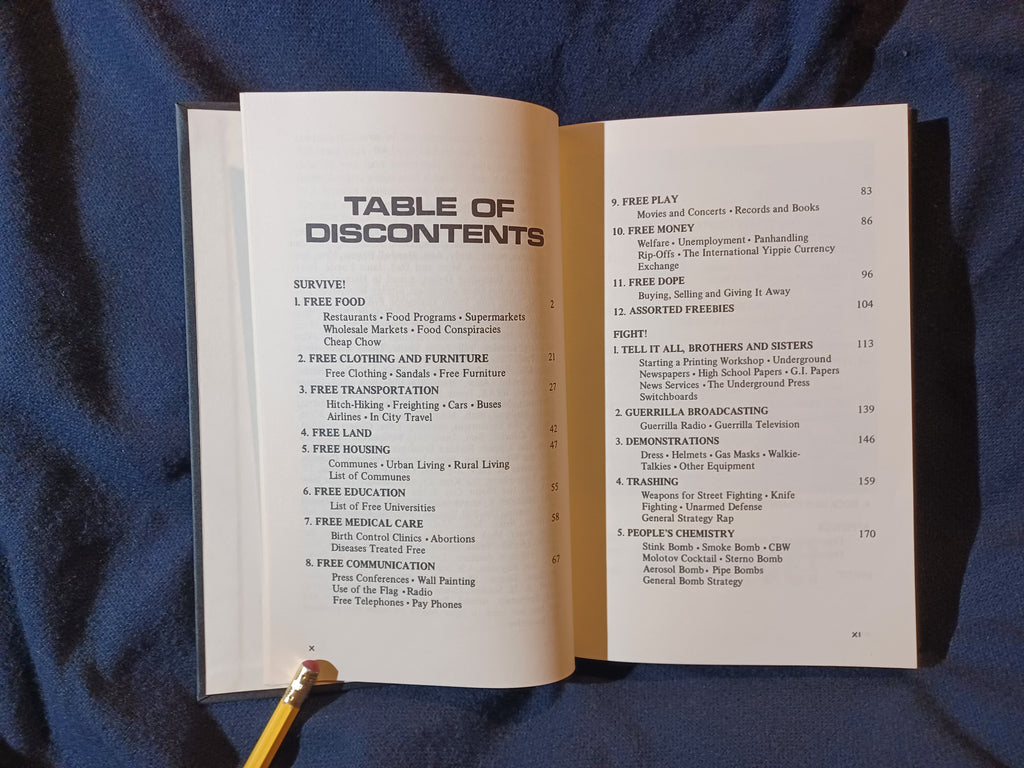 TABLE OF
DISCONTENTS
SURVIVE!
1. FREE FOOD 2
Restaurants • Food Programs • Supermarkets
Wholesale Markets • Food Conspiracies
Cheap Chow
2. FREE CLOTHING AND FURNITURE 21
Free Clothing • Sandals • Free Furniture
3. FREE TRANSPORTATION 27
Hitch-Hiking • Freighting • Cars • Buses
Airlines • In City Travel
4. FREE LAND 42
5. FREE HOUSING 47
Communes • Urban Living • Rural Living
List of Communes
6. FREE EDUCATION 55
List of Free Universities
7. FREE MEDICAL CARE 58
Birth Control Clinics • Abortions
Diseases Treated Free
8. FREE COMMUNICATION 67
Press Conferences • Wall Painting
Use of the Flag • Radio
Free Telephones • Pay Phones
x
9. FREE PLAY 83
Movies and Concerts • Records and Books
10. FREE MONEY 86
Welfare • Unemployment • Panhandling
Rip-Offs • The International Yippie Currency
Exchange
11. FREE DOPE 96
Buying, Selling and Giving It Away
12. ASSORTED FREEBIES 104
FIGHT!
1. TELL IT ALL, BROTHERS AND SISTERS 113
Starting a Printing Workshop • Underground
Newspapers • High School Papers • G.I. Papers
News Services • The Underground Press
Switchboards
2. GUERRILLA BROADCASTING 139
Guerrilla Radio • Guerrilla Television
3. DEMONSTRATIONS 146
Dress • Helmets • Gas Masks • Walkie-
Talkies • Other Equipment
4. TRASHING 159
Weapons for Street Fighting • Knife
Fighting • Unarmed Defense
General Strategy Rap
5. PEOPLE'S CHEMISTRY 170
Stink Bomb • Smoke Bomb • CBW
Molotov Cocktail • Sterno Bomb
Aerosol Bomb • Pipe Bombs
General Bomb Strategy
xi